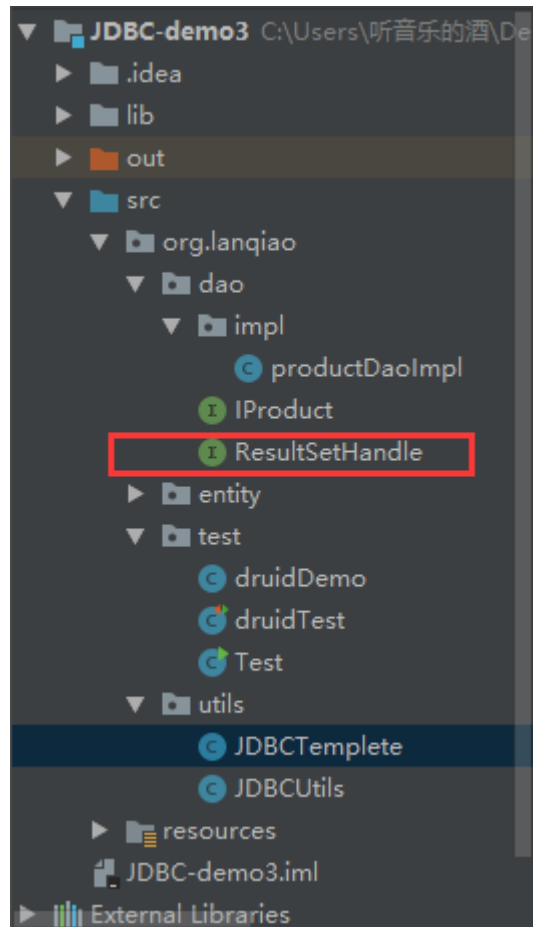 JDBC-demo3 C:\Users\听音乐的酒\De
.idea
lib
out
src
org.lanqiao
dao
impl
productDaoImpl
IProduct
ResultSetHandle
entity
test
druidDemo
druidTest
Test
utils
JDBCTemplete
JDBCUtils
resources
JDBC-demo3.iml
External Libraries